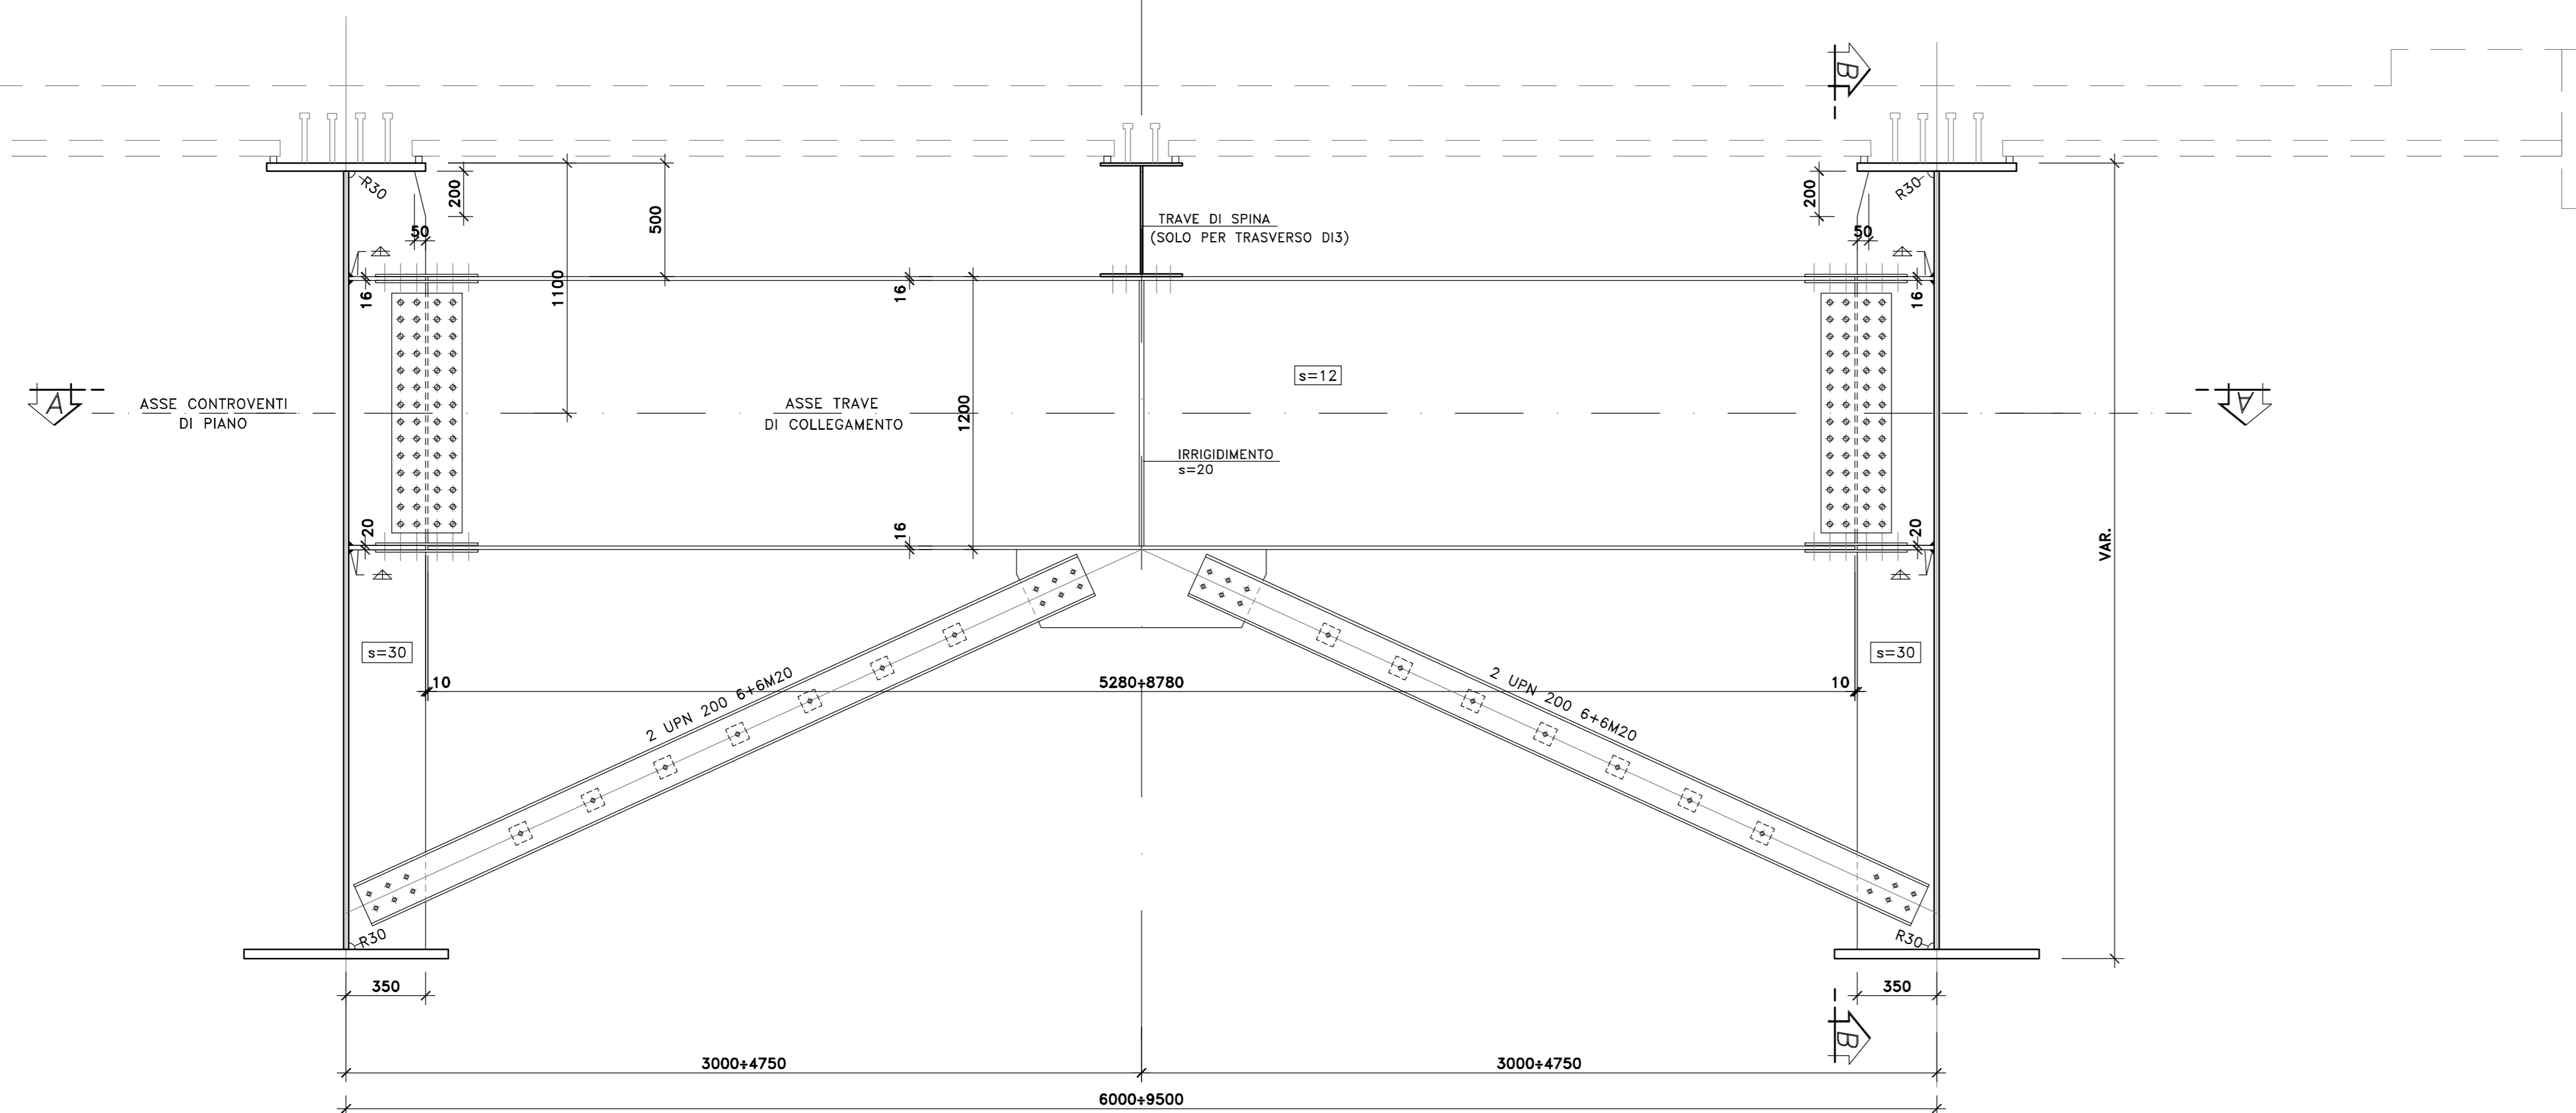 B
R30
200
50
500
1100
TRAVE DI SPINA
(SOLO PER TRASVERSO DI3)
200
R30
50
16
16
16
A
ASSE CONTROVENTI
DI PIANO
ASSE TRAVE
DI COLLEGAMENTO
1200
s=12
A
IRRIGIDIMENTO
s=20
20
16
20
VAR.
s=30
s=30
10
5280÷8780
10
2 UPN 200 6+6M20
2 UPN 200 6+6M20
R30
R30
350
350
B
3000÷4750
3000÷4750
6000÷9500